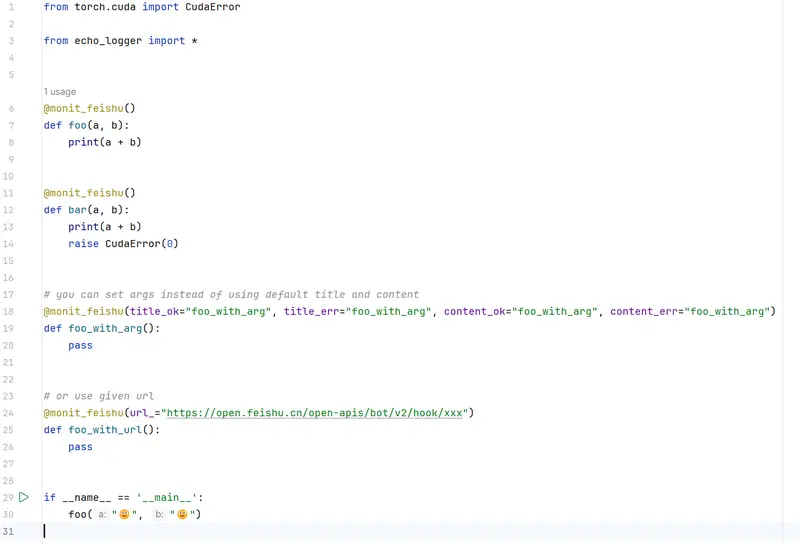 1 from torch.cuda import CudaError
2
3 from echo_logger import *
4
5
1 usage
6 @monit_feishu()
7 def foo(a, b):
8     print(a + b)
9
10
11 @monit_feishu()
12 def bar(a, b):
13     print(a + b)
14     raise CudaError(0)
15
16
17 # you can set args instead of using default title and content
18 @monit_feishu(title_ok="foo_with_arg", title_err="foo_with_arg", content_ok="foo_with_arg", content_err="foo_with_arg")
19 def foo_with_arg():
20     pass
21
22
23 # or use given url
24 @monit_feishu(url_="https://open.feishu.cn/open-apis/bot/v2/hook/xxx")
25 def foo_with_url():
26     pass
27
28
29 if __name__ == '__main__':
30     foo( a: "😀", b: "😀")
31